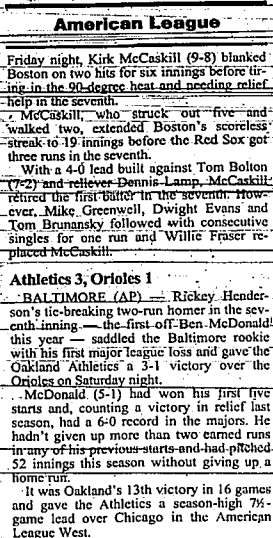 American League
Friday night, Kirk McCaskill (9-8) blanked
Boston on two hits for six innings before tir-
ing in the 90-degree heat and needing relief
help in the seventh.
McCaskill, who struck out five and
walked two, extended Boston's scoreless
streak to 19 innings before the Red Sox got
three runs in the seventh.
With a 4-0 lead built against Tom Bolton
(7-2) and reliever Dennis Lamp, McCaskill
retired the first batter in the seventh. How-
ever, Mike Greenwell, Dwight Evans and
Tom Brunansky followed with consecutive
singles for one run and Willie Fraser re-
placed McCaskill.
Athletics 3, Orioles 1
BALTIMORE (AP) — Rickey Hender-
son's tie-breaking two-run homer in the sev-
enth inning — the first off Ben McDonald
this year — saddled the Baltimore rookie
with his first major league loss and gave the
Oakland Athletics a 3-1 victory over the
Orioles on Saturday night.
McDonald (5-1) had won his first five
starts and, counting a victory in relief last
season, had a 6-0 record in the majors. He
hadn't given up more than two earned runs
in any of his previous starts and had pitched
52 innings this season without giving up a
home run.
It was Oakland's 13th victory in 16 games
and gave the Athletics a season-high 7½-
game lead over Chicago in the American
League West.